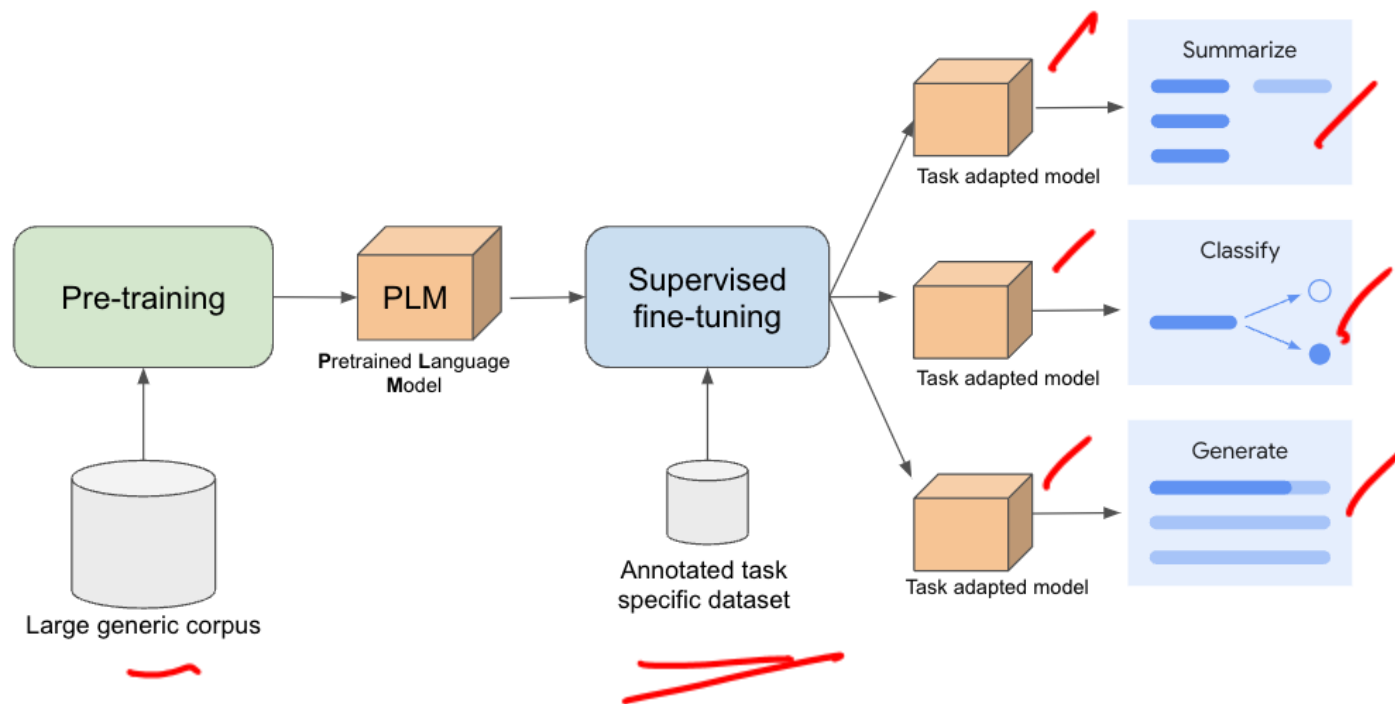 Pre-training
PLM
Pretrained Language
Model
Large generic corpus
Supervised
fine-tuning
Annotated task
specific dataset
Task adapted model
Summarize
Task adapted model
Classify
Task adapted model
Generate